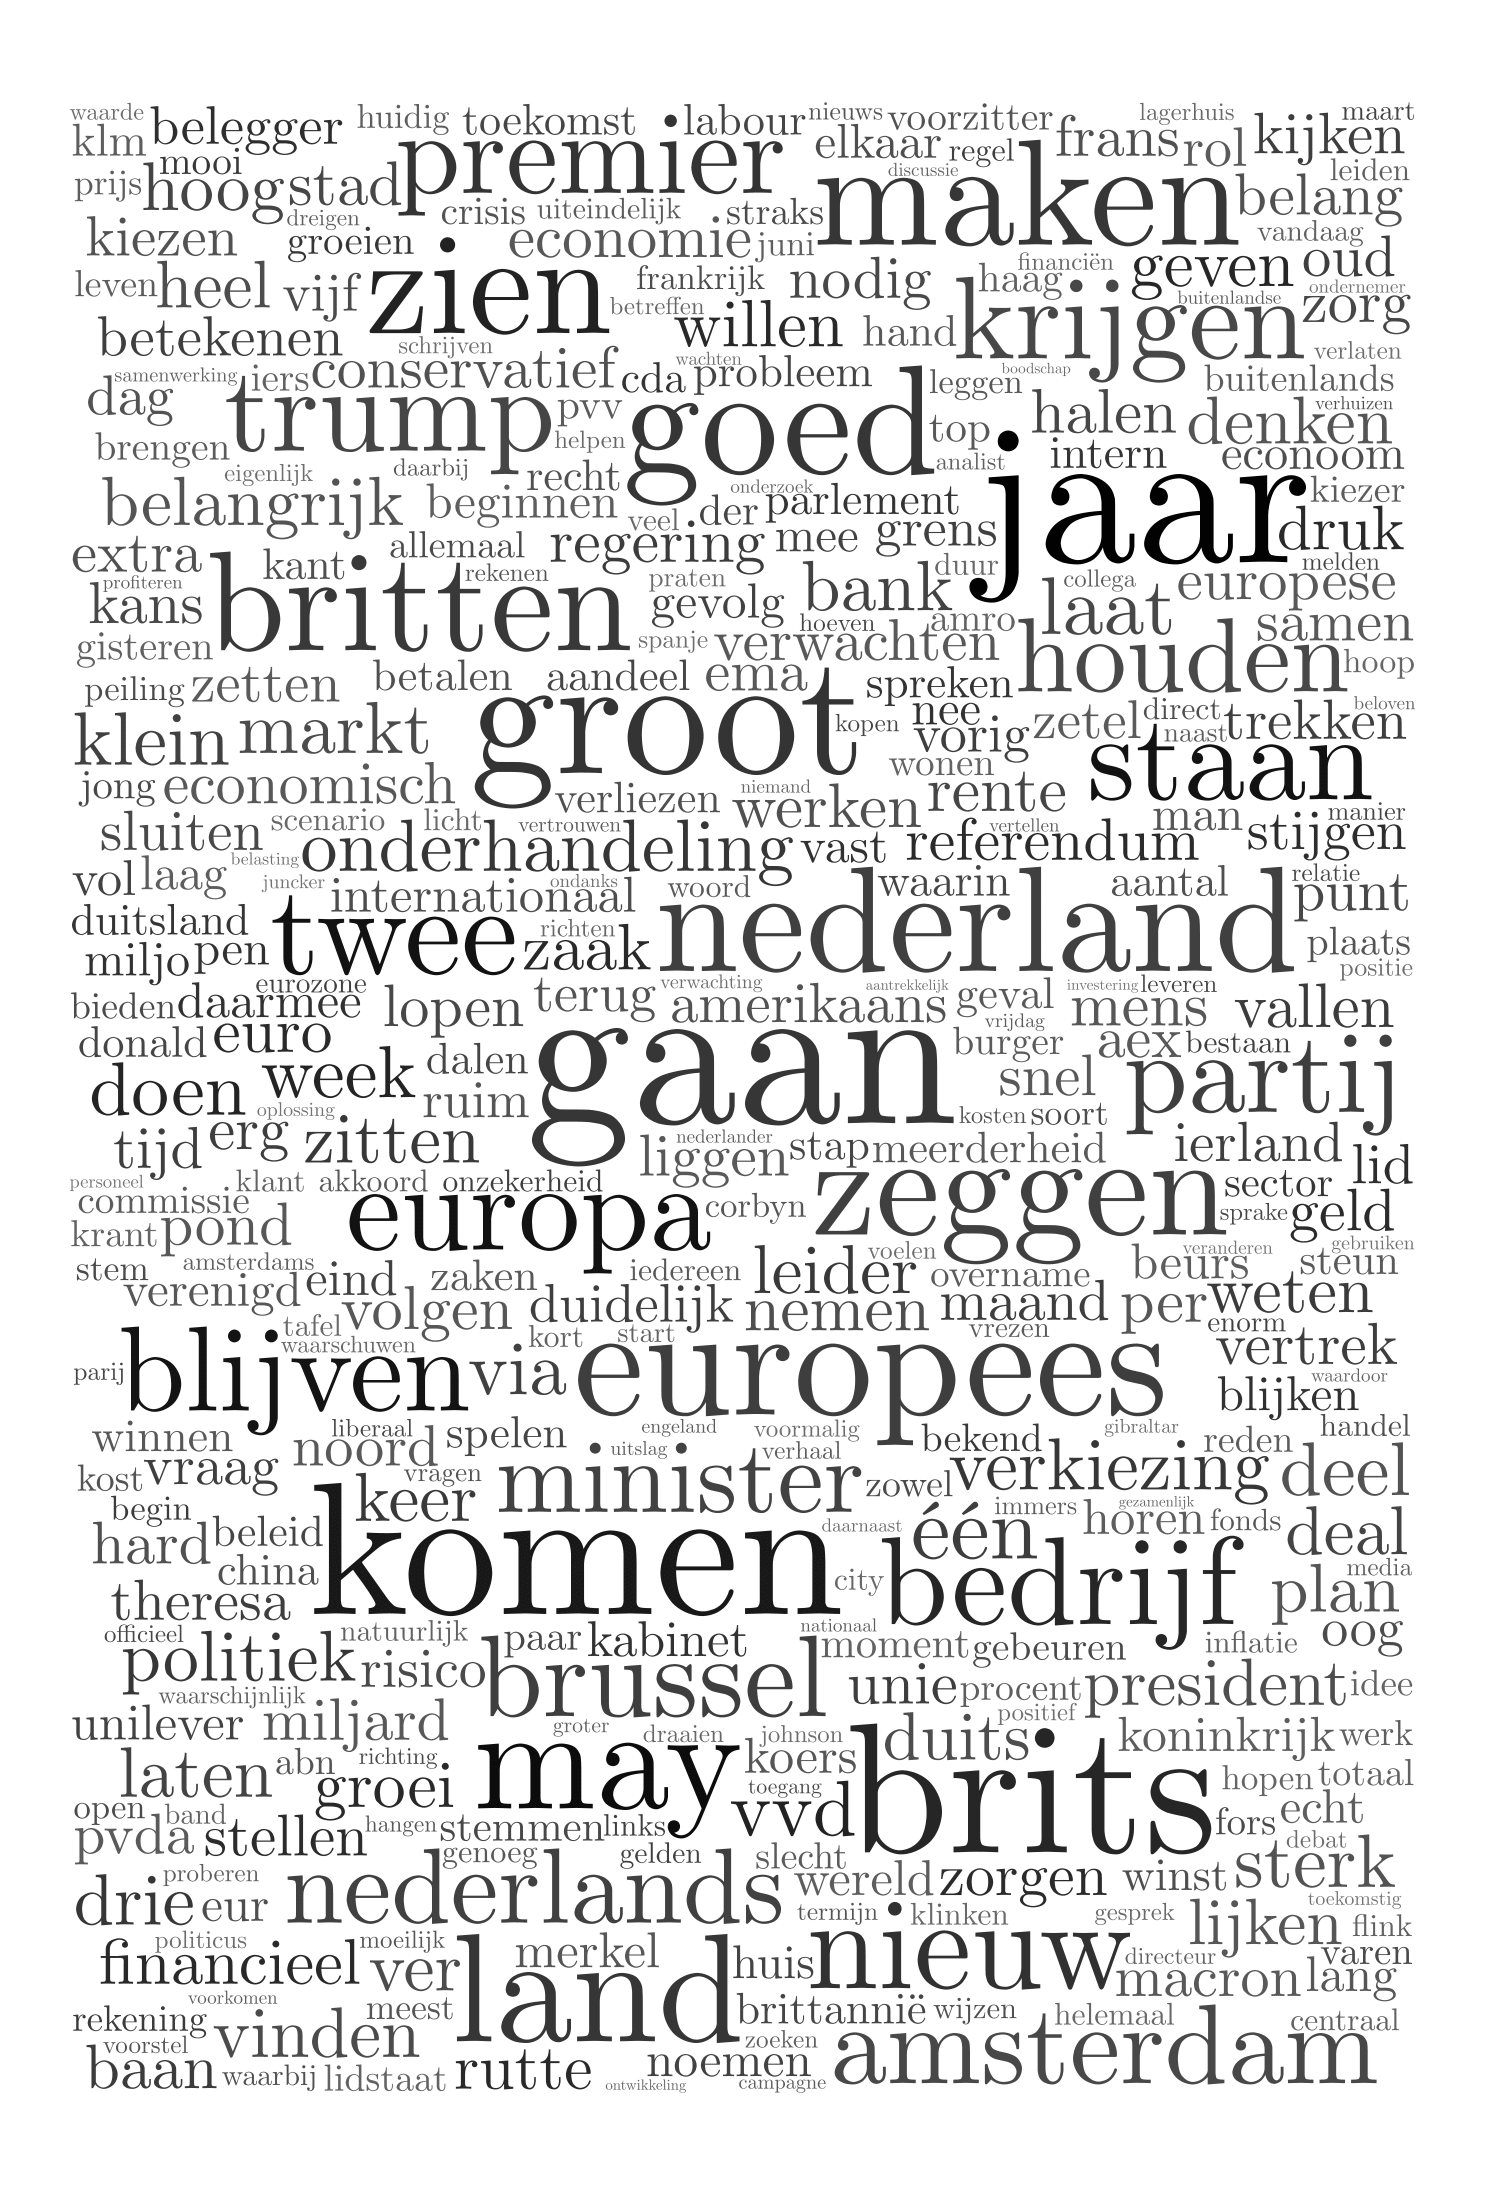 waarde belegger huidig toekomst labour nieuws voorzitter lagerhuis maart
klm mooi premier elkaar regel frans rol kijken
prijs hoog stad discussie maken leiden belang
dreigen crisis uiteindelijk straks
kiezen groeien economie juni vandaag
leven heel vijf zien frankrijk nodig haag financiën geven oud
betreffen krijgen buitenlandse ondernemer zorg
betekenen schrijven willen hand verlaten
samenwerking iers conservatief cda wachten probleem boodschap leggen buitenlands
dag trump pvv goed halen denken verhuizen
brengen helpen top intern econoom
eigenlijk daarbij recht analist jaar
belangrijk beginnen onderzoek veel der parlement kiezer
extra allemaal regering mee grens druk
profiteren kant rekenen praten duur collega melden
kans britten gevolg bank laat europese
gisteren spanje hoeven amro verwachten samen
peiling zetten betalen aandeel ema spreken houden hoop
klein markt groot kopen nee vorig zetel direct trekken beloven
naast staan
jong economisch wonen
verliezen niemand werken rente
sluiten scenario licht vertrouwen vertellen man manier stijgen
belasting onderhandeling vast referendum
vol laag juncker internationaal ondanks woord waarin aantal relatie punt
duitsland twee richten nederland plaats
miljo pen zaak positie
eurozone verwachting aantrekkelijk investering leveren
bieden daarmee lopen terug amerikaans geval mens vallen
donald euro vrijdag burger aex bestaan
doen week dalen gaan snel partij
oplossing ruim kosten soort
tijd erg zitten nederlander liggen stap meerderheid ierland lid
personeel klant akkoord onzekerheid zeggen sector
commissie europa corbyn sprake geld
krant pond
stem amsterdams voelen veranderen gebruiken
verenigd eind zaken iedereen leider overname beurs steun
tafel volgen duidelijk nemen maand per weten
waarschuwen kort start vrezen enorm
parij blijven via europees vertrek waardoor
blijken
winnen liberaal engeland voormalig gibraltar handel
noord spelen uitslag verhaal bekend reden
kost vraag vragen minister zowel verkiezing deel
begin keer immers gezamenlijk
hard beleid komen daarnaast één horen fonds deal
china city bedrijf media plan
theresa
officieel natuurlijk paar kabinet nationaal moment gebeuren inflatie oog
politiek risico brussel unie procent president idee
waarschijnlijk positief
unilever miljard groter draaien johnson duits koninkrijk werk
laten abn richting koers hopen totaal
groei may toegang brits
open band vvd fors echt
pvda stellen hangen stemmen links debat
genoeg gelden slecht sterk
proberen wereld zorgen winst
drie eur nederlands termijn klinken gesprek toekomstig
politicus moeilijk lijken flink
financieel ver merkel huis nieuw directeur varen
land macron lang
voorkomen meest
rekening brittannië wijzen helemaal centraal
voorstel vinden zoeken amsterdam
baan waarbij lidstaat rutte noemen
ontwikkeling campagne